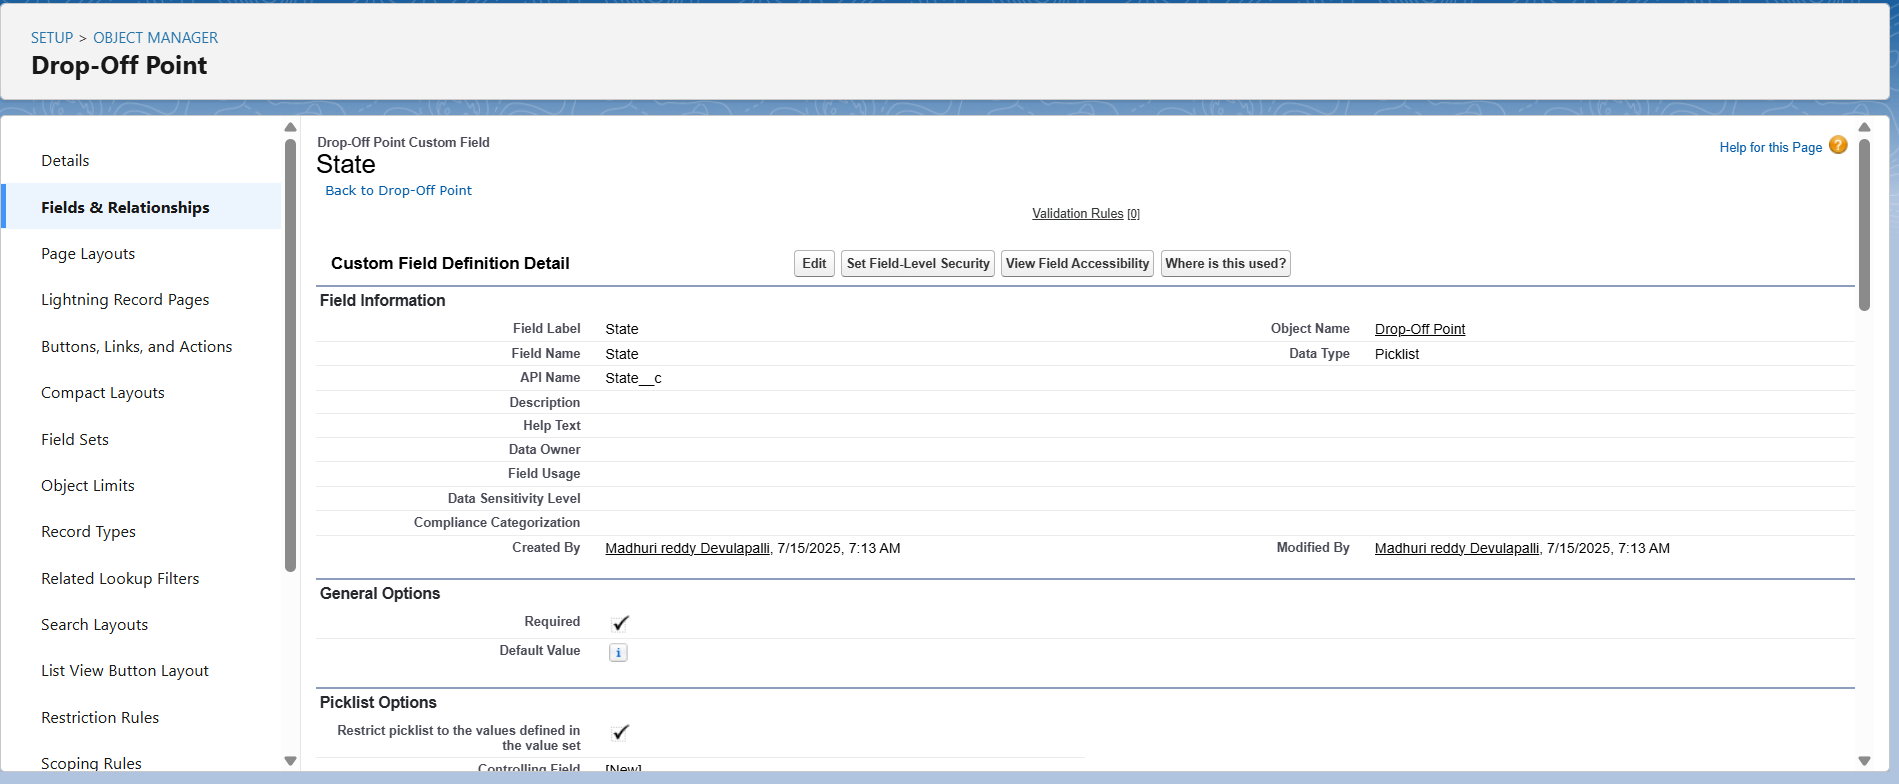 SETUP > OBJECT MANAGER
Drop-Off Point
Details
Fields & Relationships
Page Layouts
Lightning Record Pages
Buttons, Links, and Actions
Compact Layouts
Field Sets
Object Limits
Record Types
Related Lookup Filters
Search Layouts
List View Button Layout
Restriction Rules
Scoping Rules
Drop-Off Point Custom Field
State
Back to Drop-Off Point
Help for this Page ?
Validation Rules [0]
Custom Field Definition Detail
Edit Set Field-Level Security View Field Accessibility Where is this used?
Field Information
Field Label State Object Name Drop-Off Point
Field Name State Data Type Picklist
API Name State__c
Description
Help Text
Data Owner
Field Usage
Data Sensitivity Level
Compliance Categorization
Created By Madhuri reddy Devulapalli, 7/15/2025, 7:13 AM Modified By Madhuri reddy Devulapalli, 7/15/2025, 7:13 AM
General Options
Required
Default Value i
Picklist Options
Restrict picklist to the values defined in
the value set
Controlling Field [New]